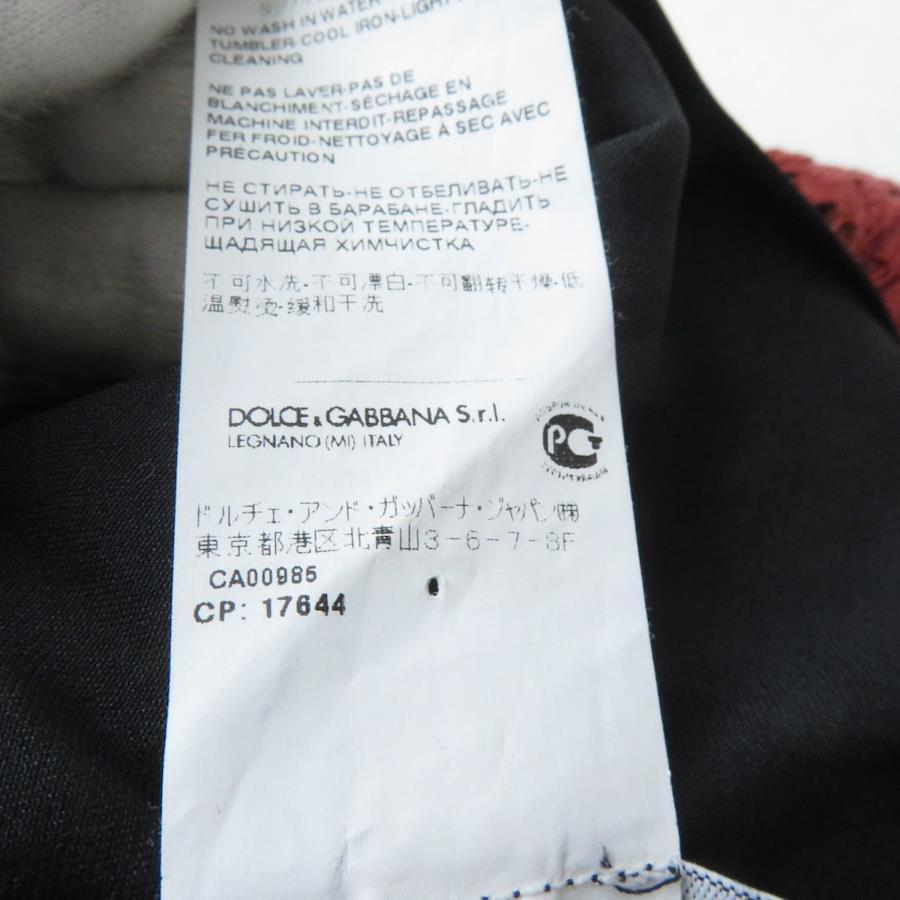 NO WASH IN WATER
TUMBLER-COOL IRON-LIGHT
CLEANING
NE PAS LAVER-PAS DE
BLANCHIMENT-SÉCHAGE EN
MACHINE INTERDIT-REPASSAGE
FER FROID-NETTOYAGE À SEC AVEC
PRÉCAUTION
НЕ СТИРАТЬ-НЕ ОТБЕЛИВАТЬ-НЕ
СУШИТЬ В БАРАБАНЕ-ГЛАДИТЬ
ПРИ НИЗКОЙ ТЕМПЕРАТУРЕ-
ЩАДЯЩАЯ ХИМЧИСТКА
不可水洗-不可漂白-不可翻转干燥-低
温熨烫-缓和干洗
DOLCE & GABBANA S.r.l.
LEGNANO (MI) ITALY
PG
ドルチェ・アンド・ガッバーナ・ジャパン㈱
東京都港区北青山3-6-7-8F
CA00985
CP: 17644